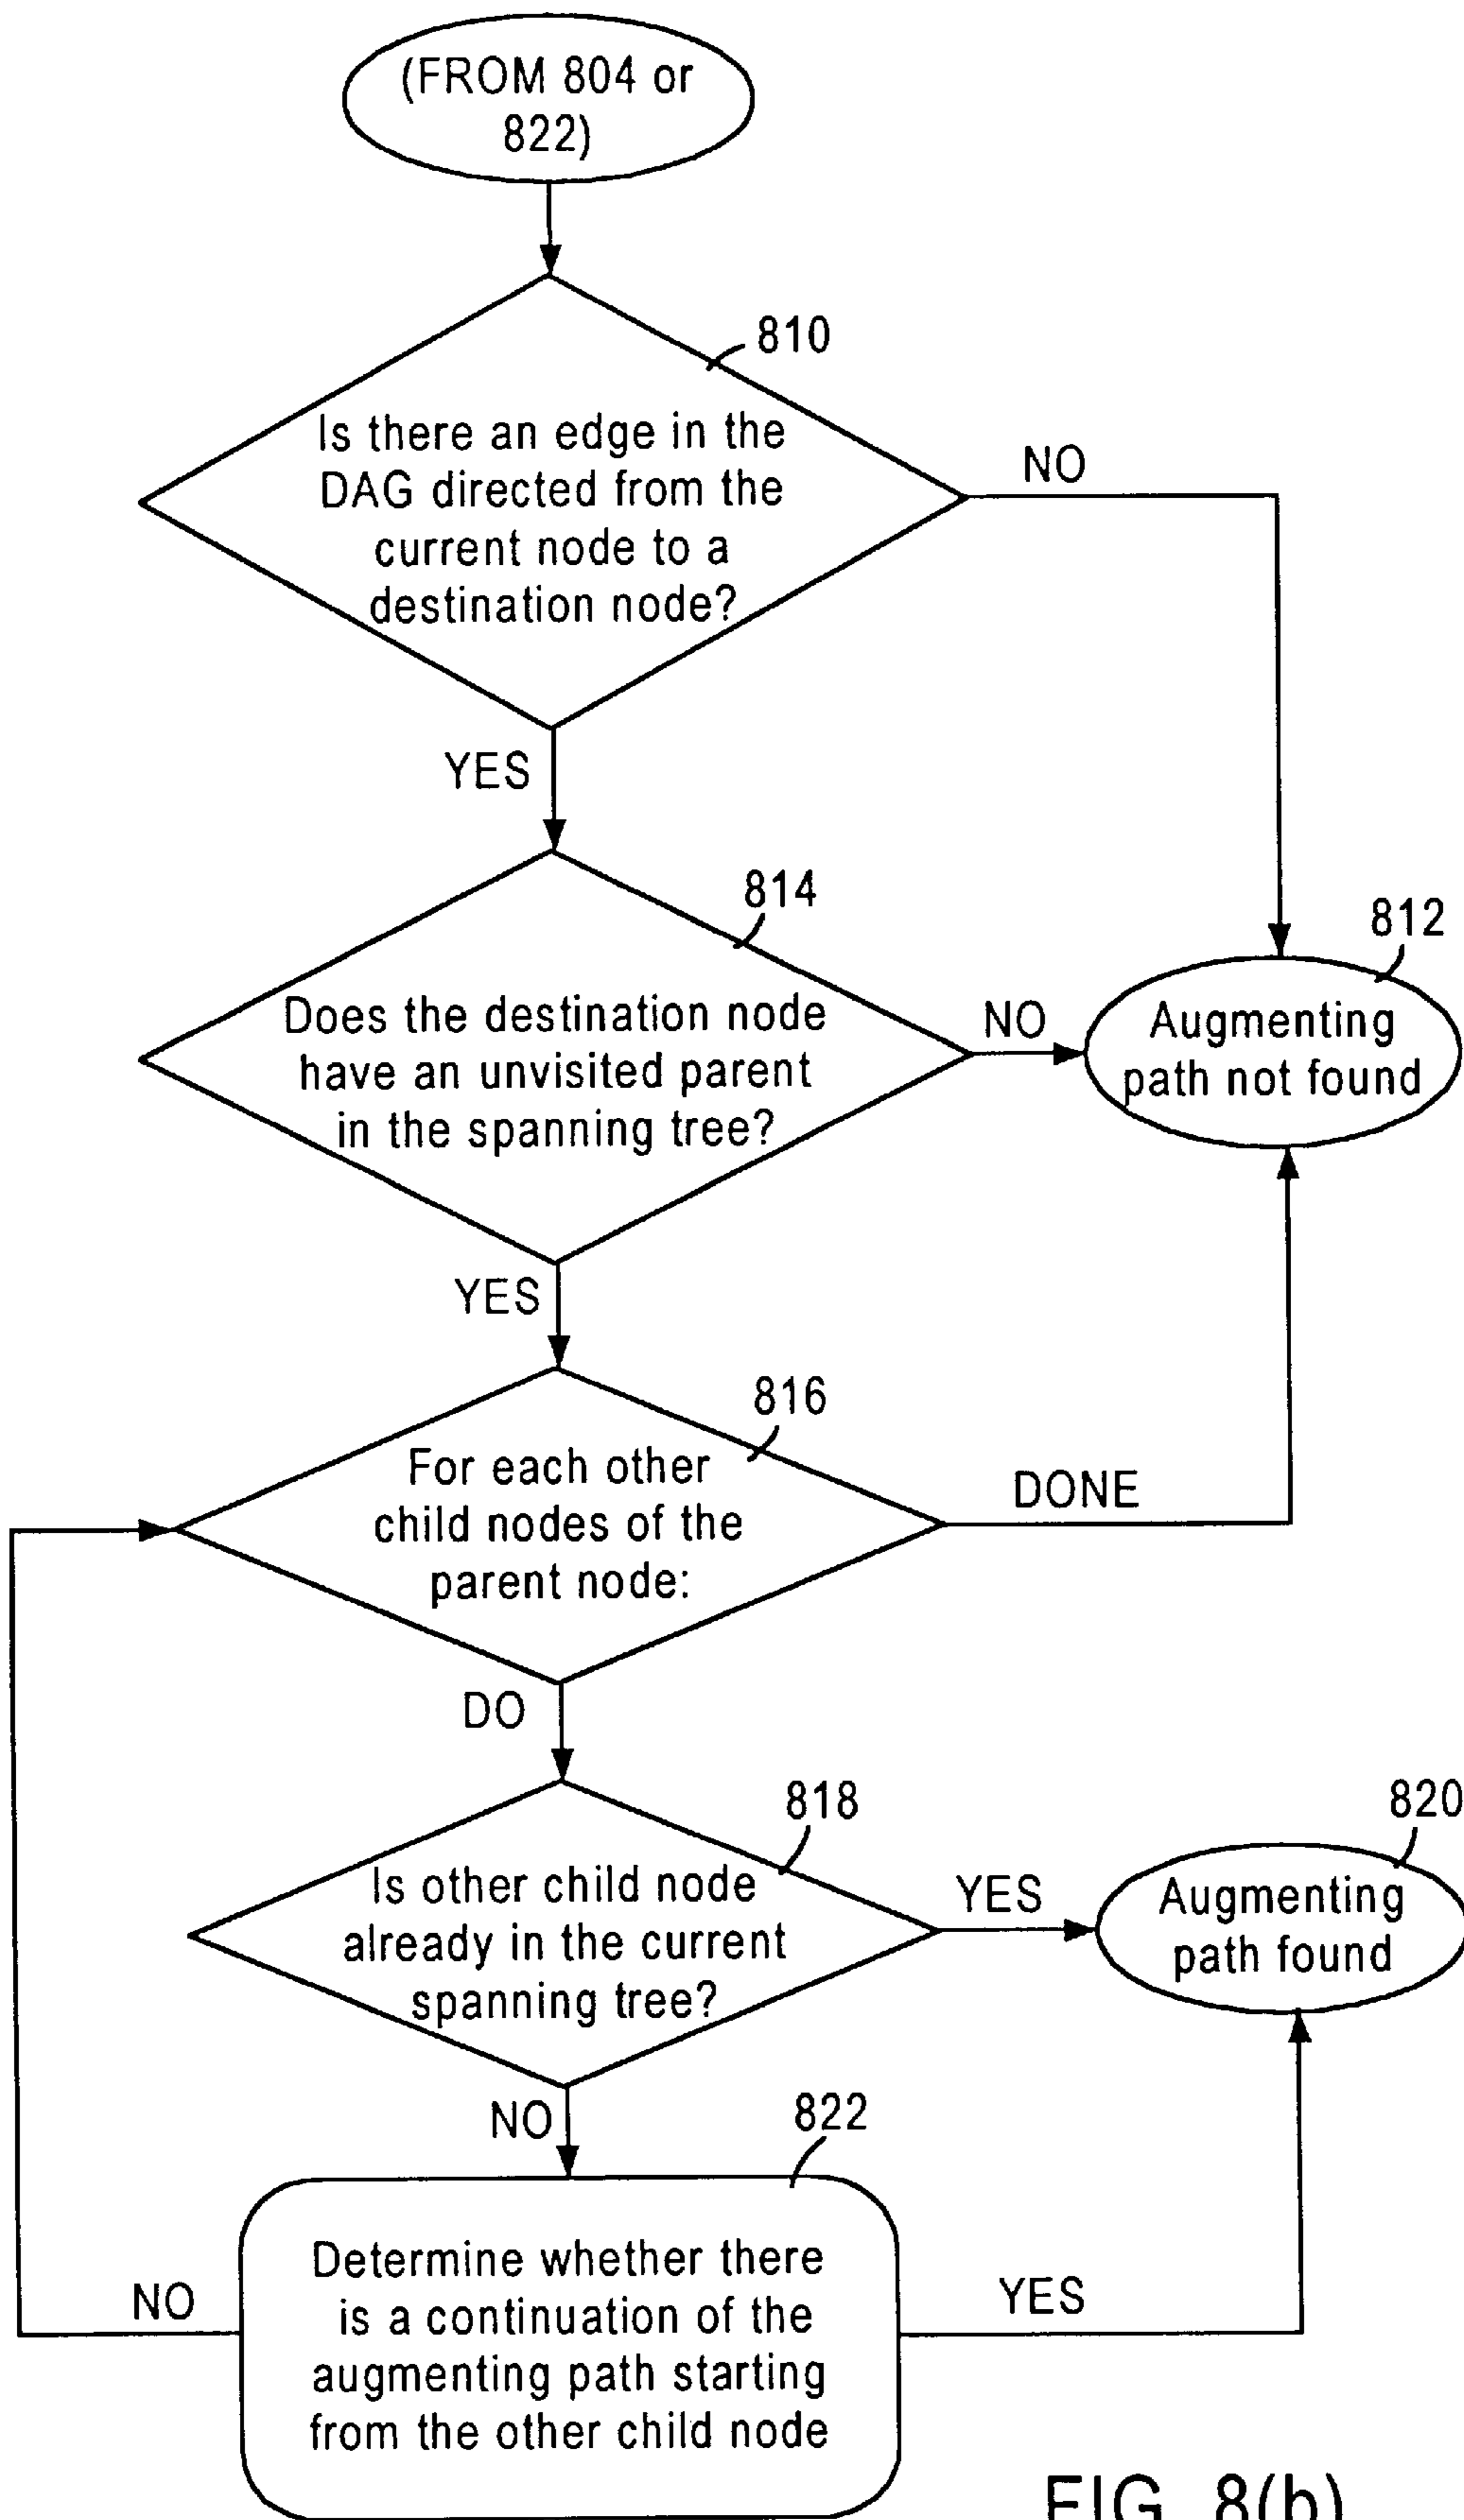 (FROM 804 or
822)
810
Is there an edge in the
DAG directed from the
current node to a
destination node?
NO
YES
814
812
Does the destination node
have an unvisited parent
in the spanning tree?
NO
Augmenting
path not found
YES
816
For each other
child nodes of the
parent node:
DONE
DO
818
820
Is other child node
already in the current
spanning tree?
YES
Augmenting
path found
NO
822
Determine whether there
is a continuation of the
augmenting path starting
from the other child node
NO
YES
FIG. 8(b)